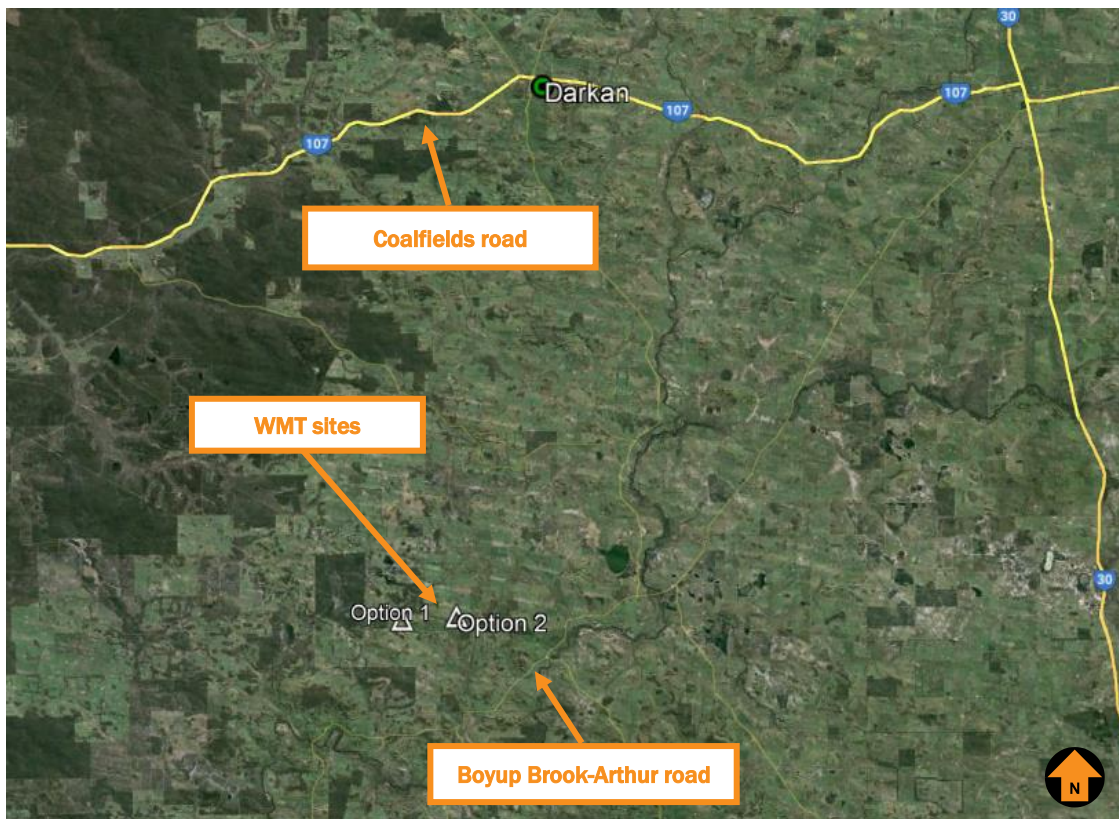 30
Darkan
107
107
107
Coalfields road
WMT sites
30
Option 1
Option 2
Boyup Brook-Arthur road
N